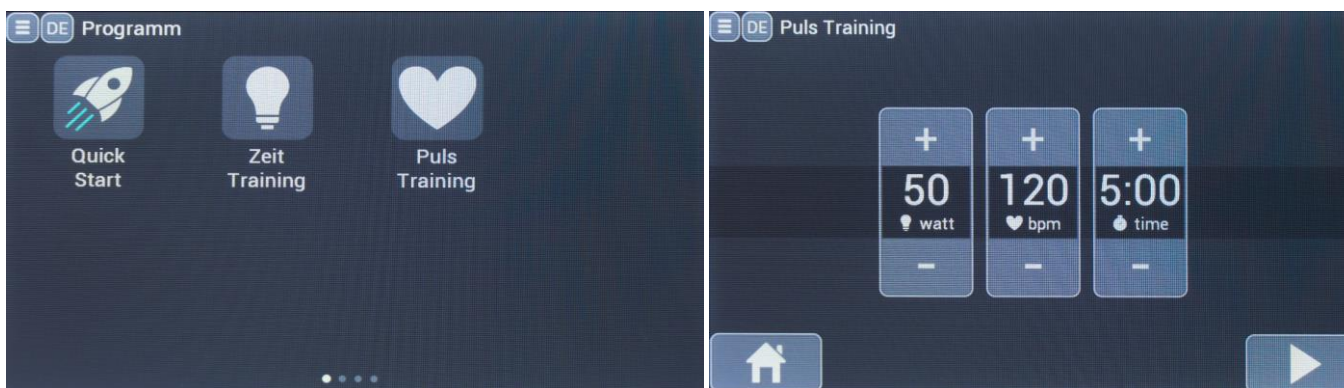 DE Programm
Quick
Start
Zeit
Training
Puls
Training
DE Puls Training
+ + +
50 120 5:00
watt bpm time
- - -